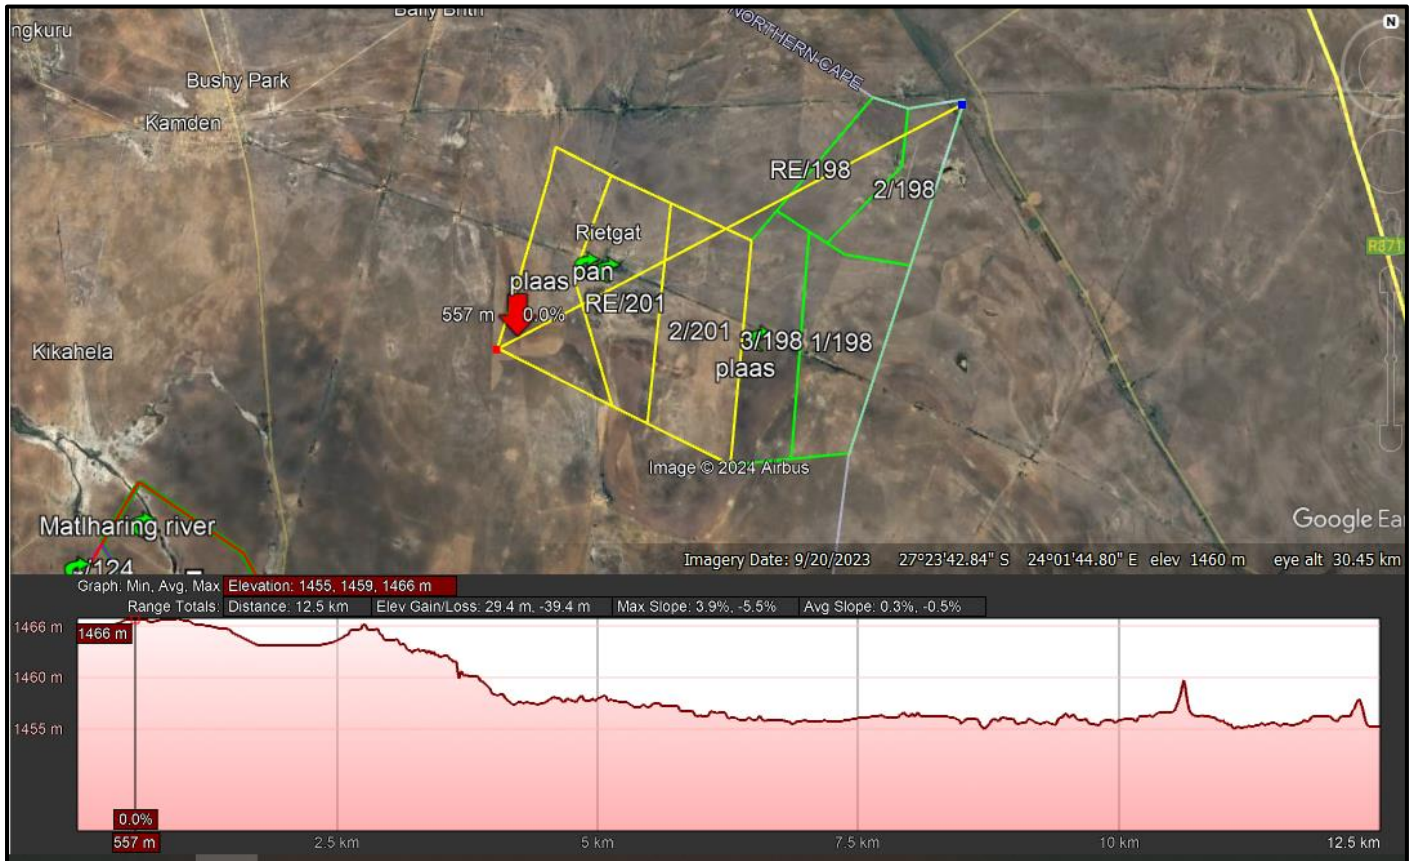 Bally Brith
ngkuru
NORTHERN CAPE
N
Bushy Park
Kamden
RE/198
2/198
Rietgat
R371
plaas
pan
RE/201
557 m
0.0%
2/201
3/198
1/198
Kikahela
plaas
Image © 2024 Airbus
Matlharing river
Google Ea
/124
Imagery Date: 9/20/2023 27°23'42.84" S 24°01'44.80" E elev 1460 m eye alt 30.45 km
Graph: Min, Avg, Max Elevation: 1455, 1459, 1466 m
Range Totals: Distance: 12.5 km Elev Gain/Loss: 29.4 m, -39.4 m Max Slope: 3.9%, -5.5% Avg Slope: 0.3%, -0.5%
1466 m
1466 m
1460 m
1455 m
0.0%
557 m 2.5 km 5 km 7.5 km 10 km 12.5 km